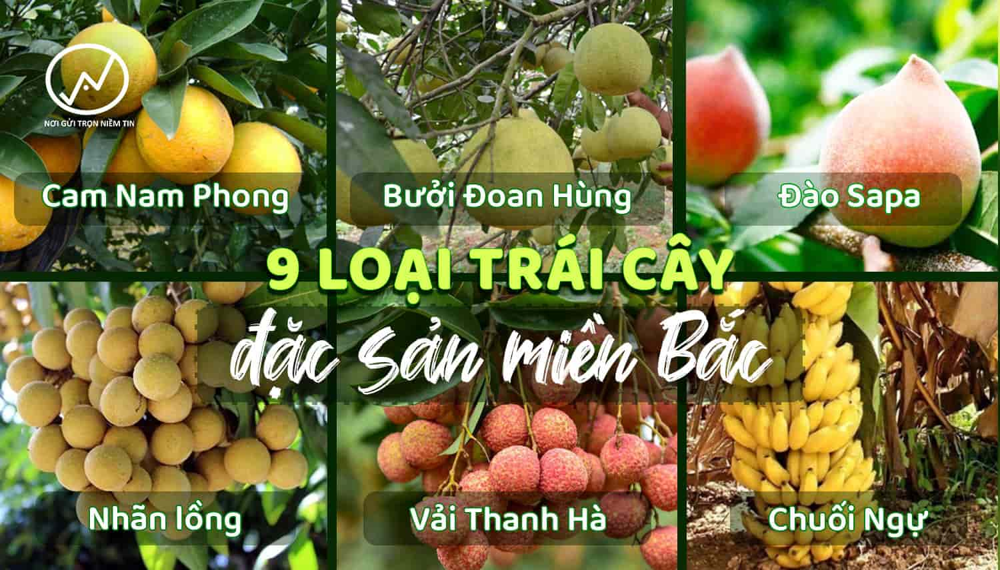 NƠI GỬI TRỌN NIỀM TIN
Cam Nam Phong
Bưởi Đoan Hùng
Đào Sapa
9 LOẠI TRÁI CÂY
đặc sản miền Bắc
Nhãn lồng
Vải Thanh Hà
Chuối Ngự